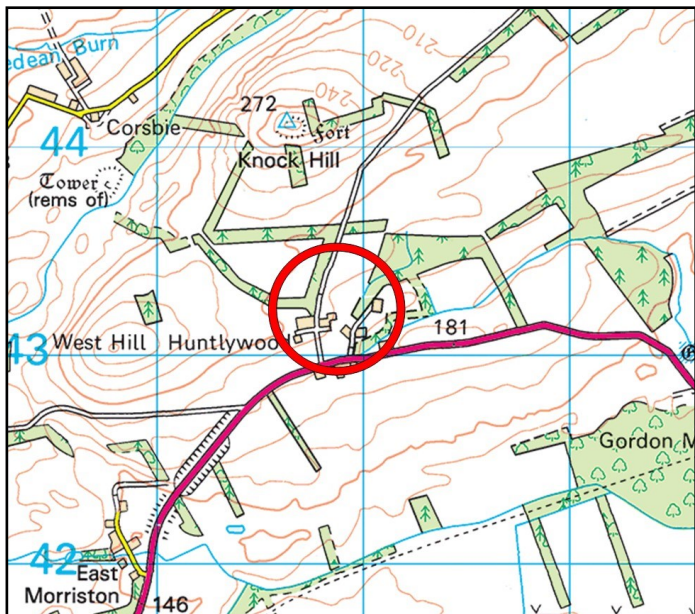 edean Burn
210
220
240
272
Corsbie
Fort
44
Knock Hill
Tower
(rems of)
181
43
West Hill
Huntlywood
Gordon M
42
East
Morriston
146